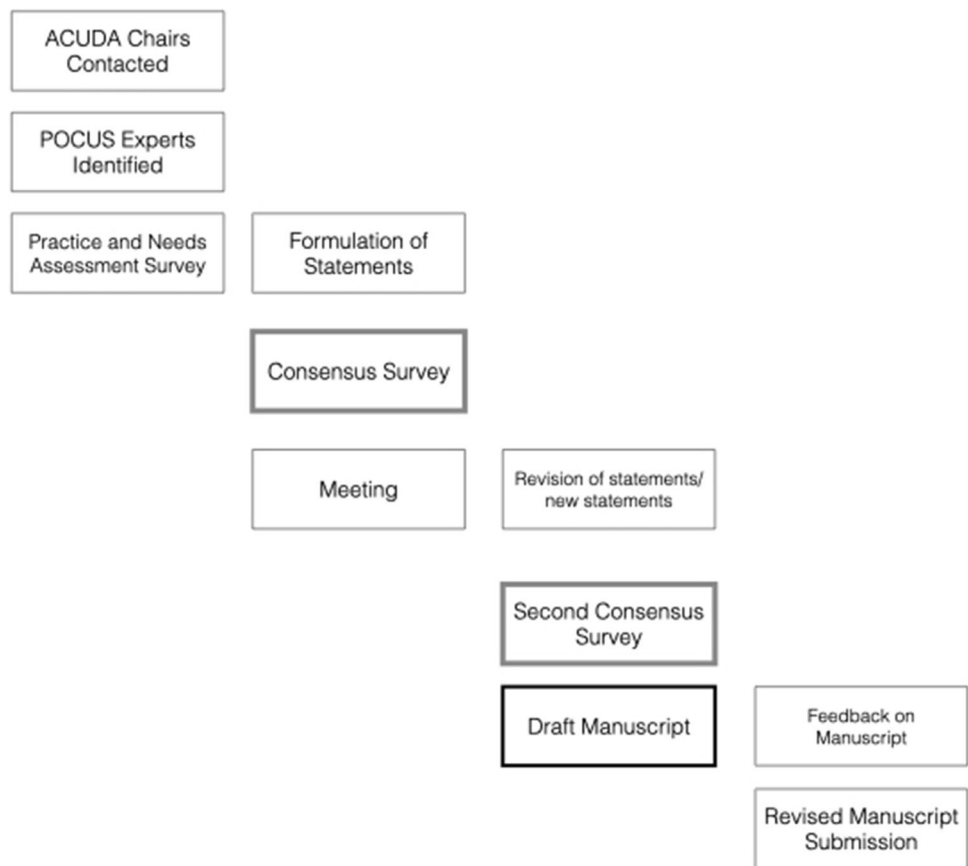 ACUDA Chairs
Contacted
POCUS Experts
Identified
Practice and Needs
Assessment Survey
Formulation of
Statements
Consensus Survey
Meeting
Revision of statements/
new statements
Second Consensus
Survey
Draft Manuscript
Feedback on
Manuscript
Revised Manuscript
Submission